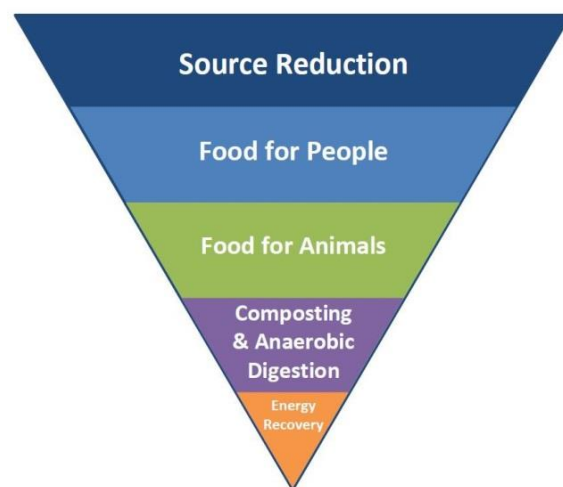 Source Reduction
Food for People
Food for Animals
Composting
& Anaerobic
Digestion
Energy
Recovery